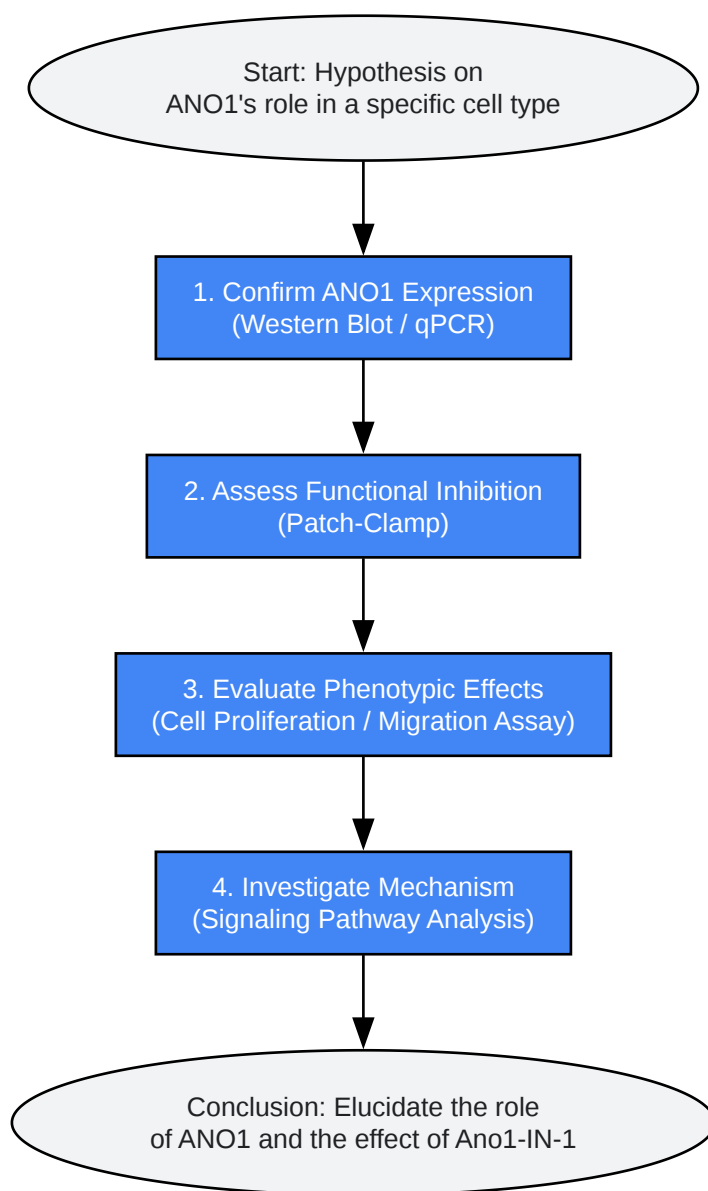 Start: Hypothesis on
ANO1's role in a specific cell type
1. Confirm ANO1 Expression
(Western Blot / qPCR)
2. Assess Functional Inhibition
(Patch-Clamp)
3. Evaluate Phenotypic Effects
(Cell Proliferation / Migration Assay)
4. Investigate Mechanism
(Signaling Pathway Analysis)
Conclusion: Elucidate the role
of ANO1 and the effect of Ano1-IN-1